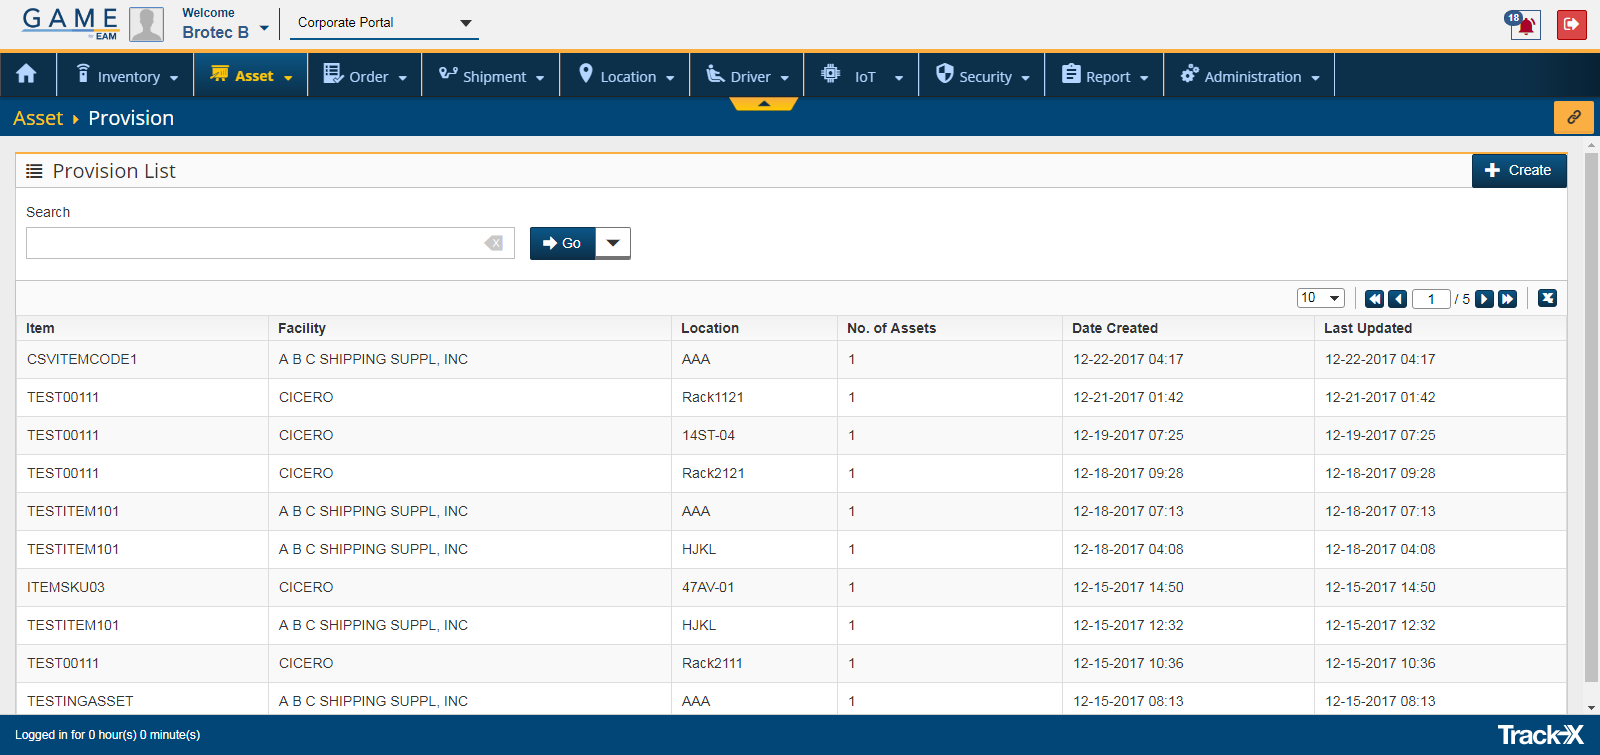 GAME
EAM
Welcome
Brotec B
Corporate Portal
18
Inventory
Asset
Order
Shipment
Location
Driver
IoT
Security
Report
Administration
Asset Provision
Provision List
Create
Search
Go
10 1 / 5
Item Facility Location No. of Assets Date Created Last Updated
CSVITEMCODE1 A B C SHIPPING SUPPL, INC AAA 1 12-22-2017 04:17 12-22-2017 04:17
TEST00111 CICERO Rack1121 1 12-21-2017 01:42 12-21-2017 01:42
TEST00111 CICERO 14ST-04 1 12-19-2017 07:25 12-19-2017 07:25
TEST00111 CICERO Rack2121 1 12-18-2017 09:28 12-18-2017 09:28
TESTITEM101 A B C SHIPPING SUPPL, INC AAA 1 12-18-2017 07:13 12-18-2017 07:13
TESTITEM101 A B C SHIPPING SUPPL, INC HJKL 1 12-18-2017 04:08 12-18-2017 04:08
ITEMSKU03 CICERO 47AV-01 1 12-15-2017 14:50 12-15-2017 14:50
TESTITEM101 A B C SHIPPING SUPPL, INC HJKL 1 12-15-2017 12:32 12-15-2017 12:32
TEST00111 CICERO Rack2111 1 12-15-2017 10:36 12-15-2017 10:36
TESTINGASSET A B C SHIPPING SUPPL, INC AAA 1 12-15-2017 08:13 12-15-2017 08:13
Logged in for 0 hour(s) 0 minute(s)
Track-X